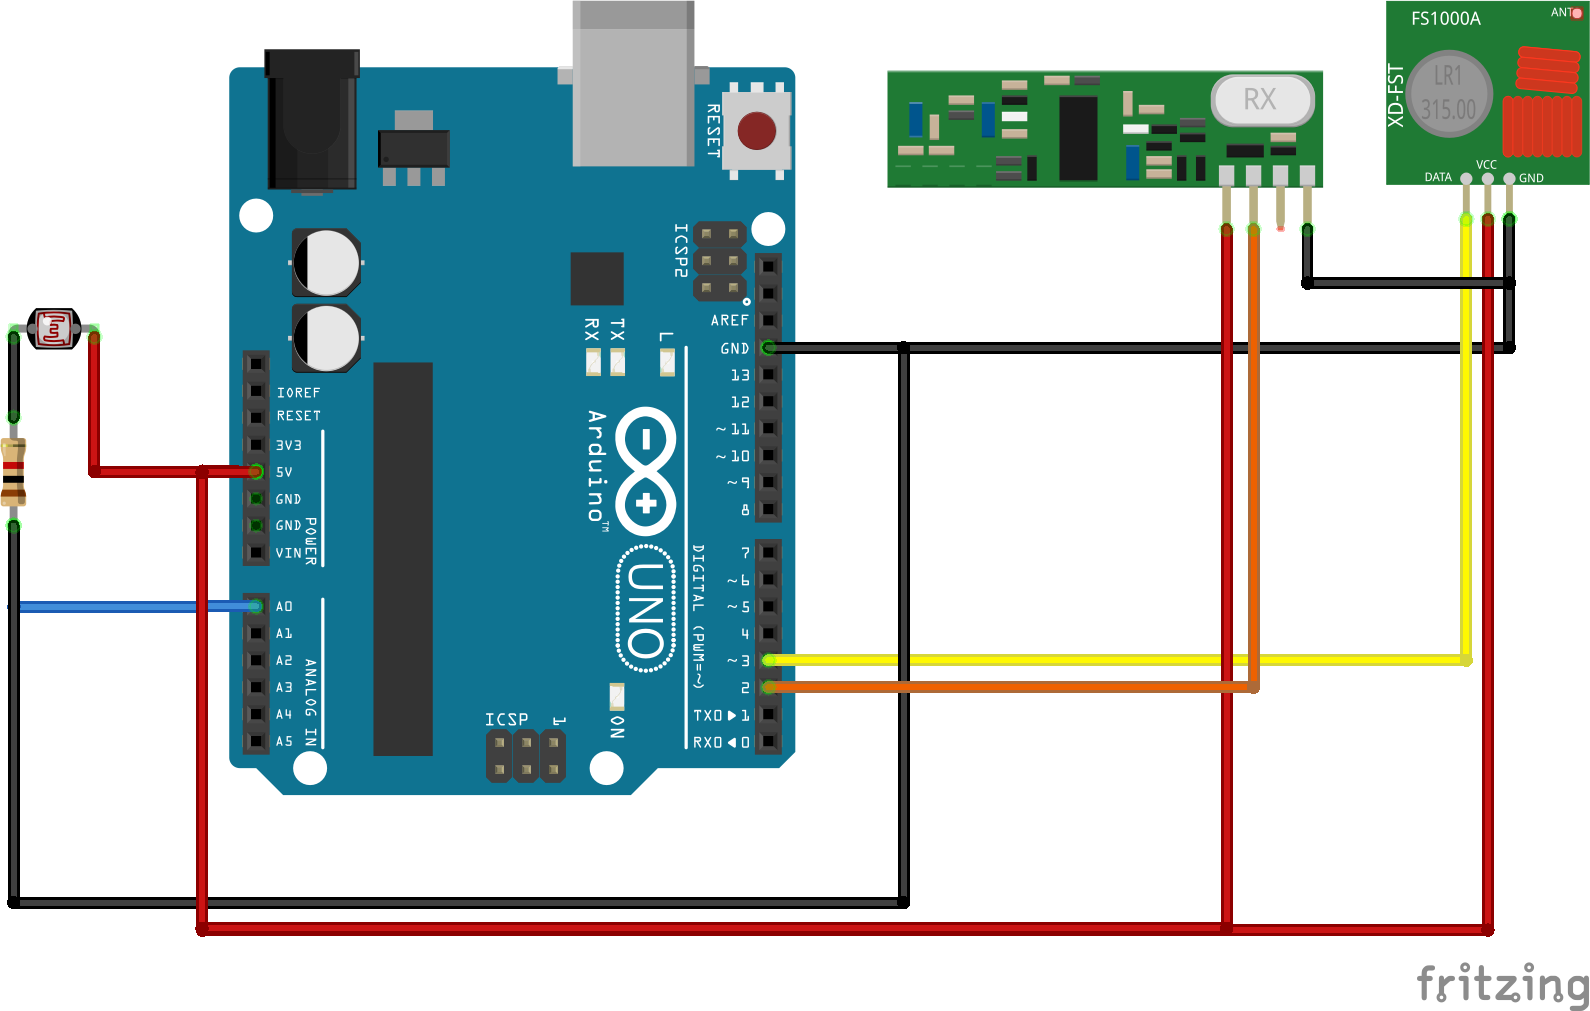 FS1000A
ANT
XD-FST
LR1
315.00
RX
VCC
DATA
GND
RESET
ICSP2
RX
TX
L
AREF
GND
13
12
~11
~10
~9
8
IOREF
RESET
3V3
5V
GND
GND
VIN
POWER
Arduino™
UNO
DIGITAL (PWM=~)
7
~6
~5
4
~3
2
TX0▶1
RX0◀0
A0
A1
A2
A3
A4
A5
ANALOG IN
ON
ICSP
1
fritzing